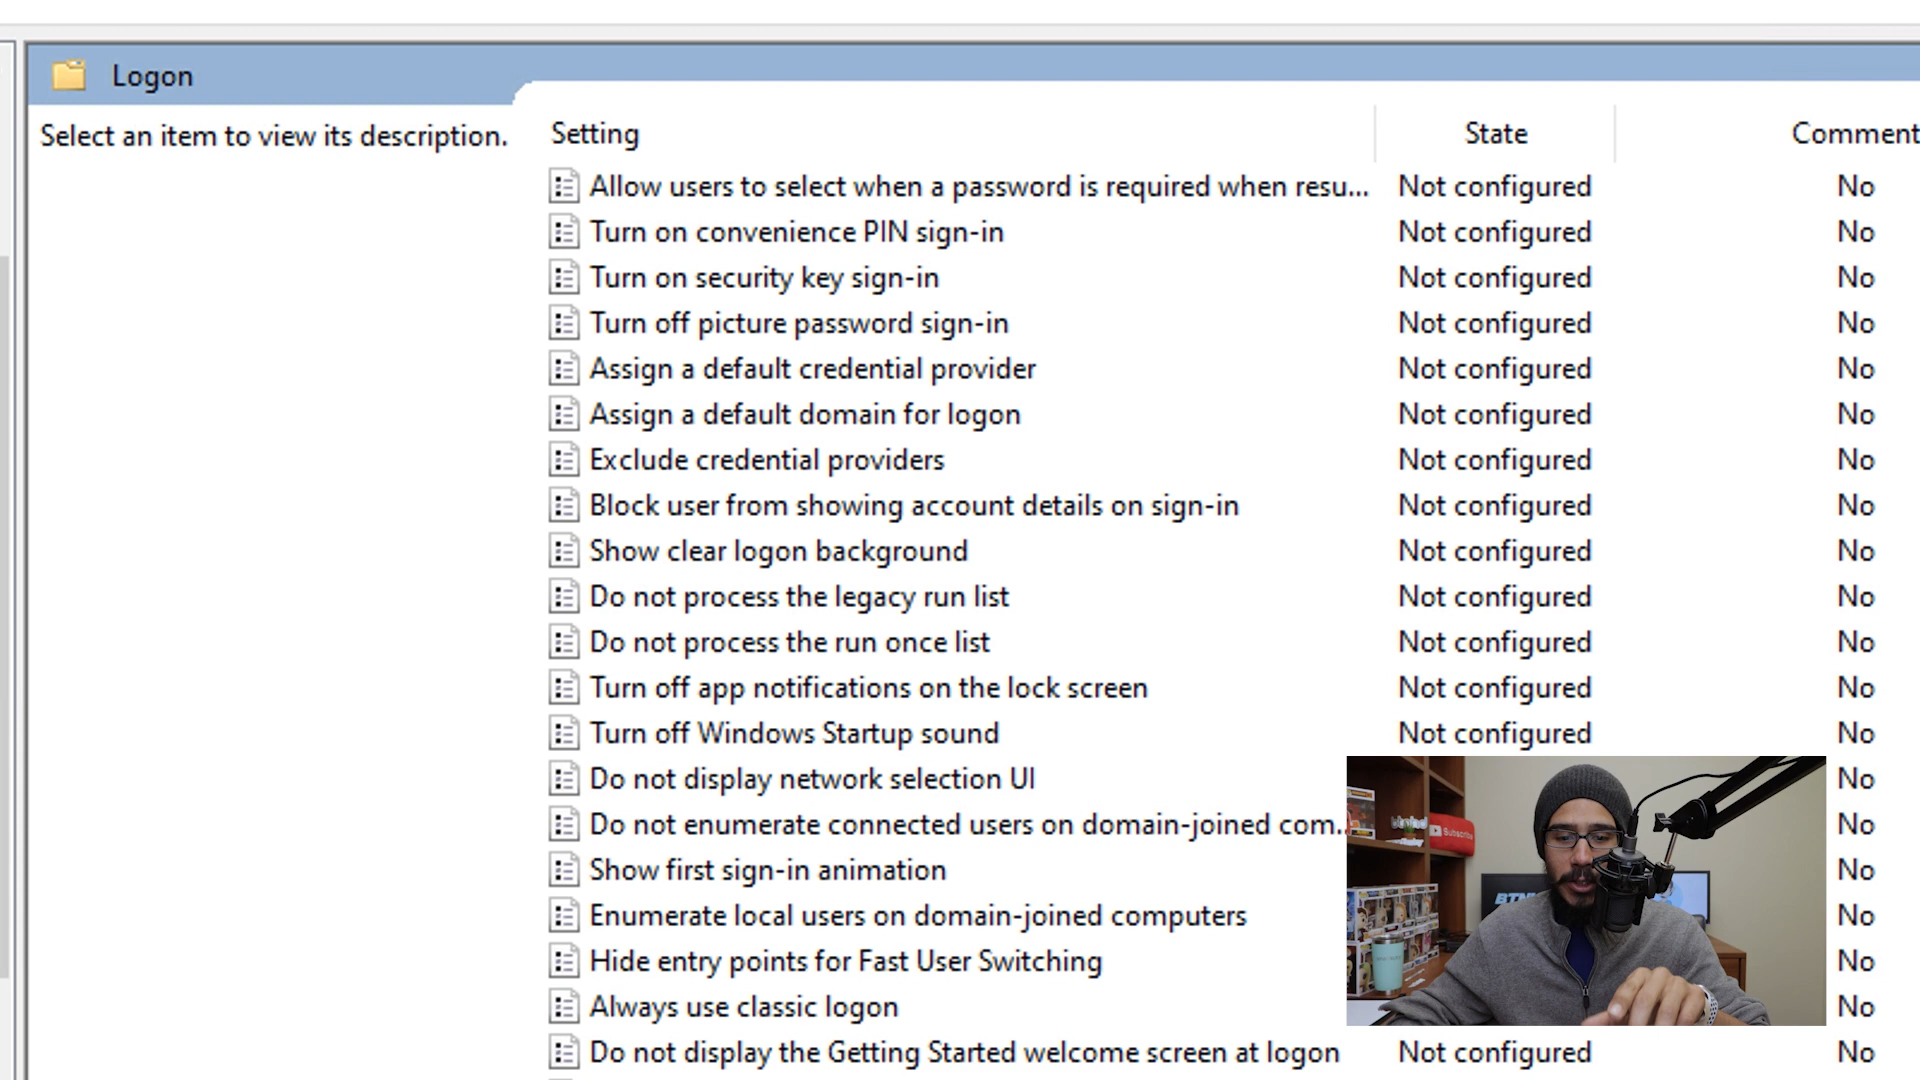 Logon
Select an item to view its description.
Setting State Comment
Allow users to select when a password is required when resu... Not configured No
Turn on convenience PIN sign-in Not configured No
Turn on security key sign-in Not configured No
Turn off picture password sign-in Not configured No
Assign a default credential provider Not configured No
Assign a default domain for logon Not configured No
Exclude credential providers Not configured No
Block user from showing account details on sign-in Not configured No
Show clear logon background Not configured No
Do not process the legacy run list Not configured No
Do not process the run once list Not configured No
Turn off app notifications on the lock screen Not configured No
Turn off Windows Startup sound Not configured No
Do not display network selection UI No
Do not enumerate connected users on domain-joined com.. No
Subscribe
Show first sign-in animation No
Enumerate local users on domain-joined computers No
Hide entry points for Fast User Switching No
Always use classic logon No
Do not display the Getting Started welcome screen at logon Not configured No